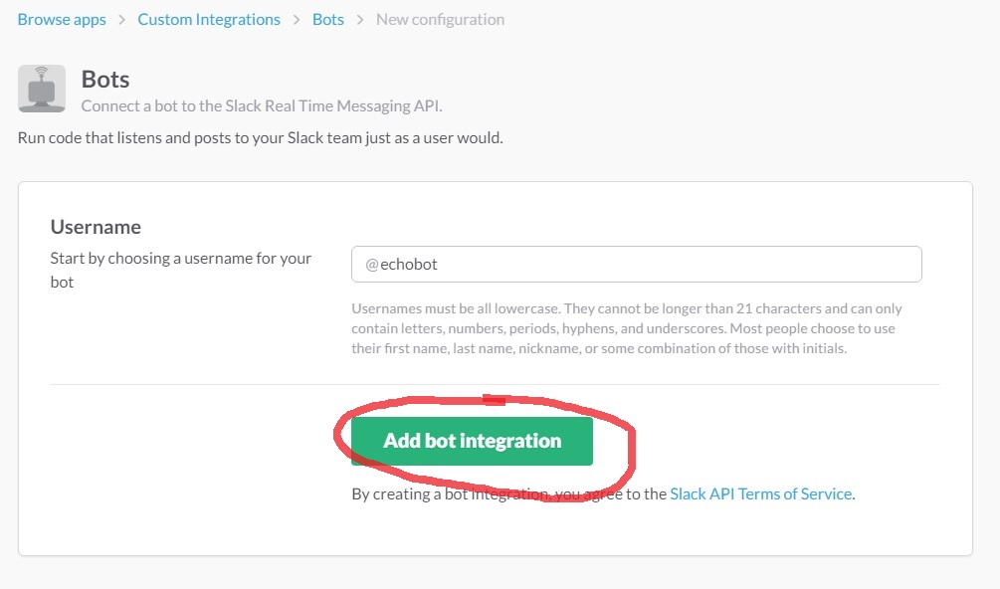 Browse apps > Custom Integrations > Bots > New configuration
Bots
Connect a bot to the Slack Real Time Messaging API.
Run code that listens and posts to your Slack team just as a user would.
Username
Start by choosing a username for your
bot
@echobot
Usernames must be all lowercase. They cannot be longer than 21 characters and can only
contain letters, numbers, periods, hyphens, and underscores. Most people choose to use
their first name, last name, nickname, or some combination of those with initials.
Add bot integration
By creating a bot integration, you agree to the Slack API Terms of Service.